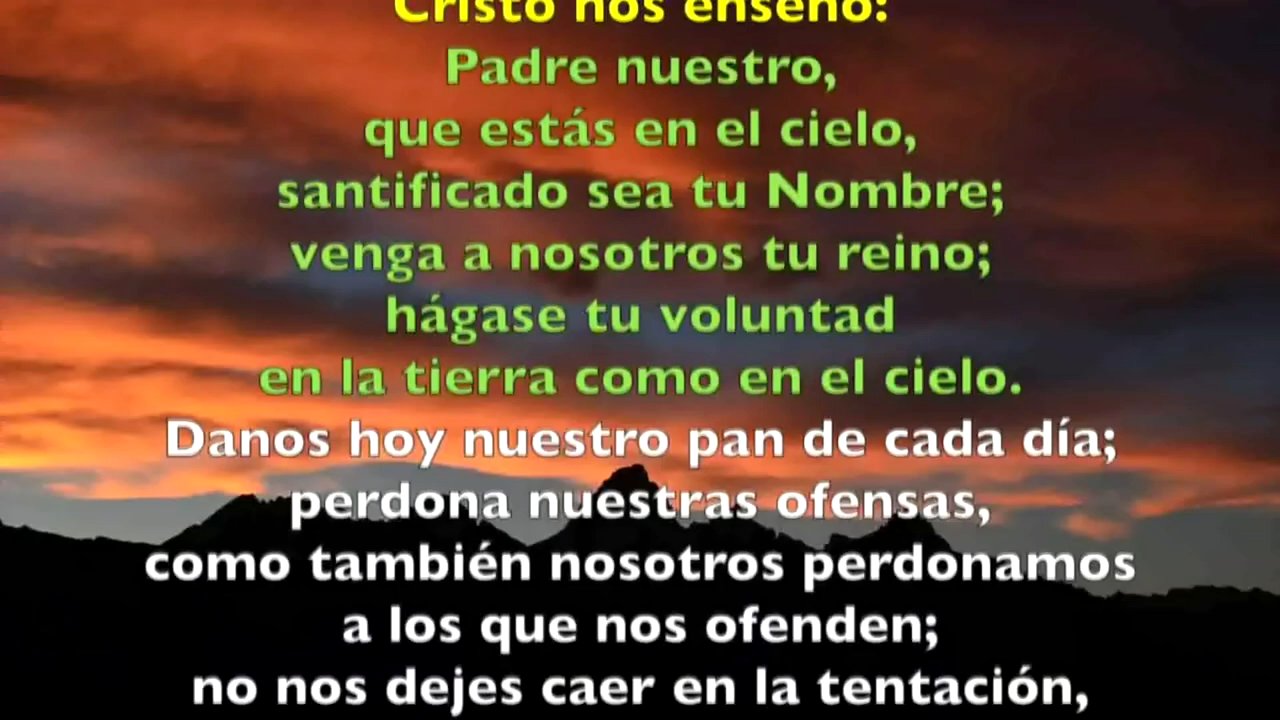 Cristo nos enseñó:
Padre nuestro,
que estás en el cielo,
santificado sea tu Nombre;
venga a nosotros tu reino;
hágase tu voluntad
en la tierra como en el cielo.
Danos hoy nuestro pan de cada día;
perdona nuestras ofensas,
como también nosotros perdonamos
a los que nos ofenden;
no nos dejes caer en la tentación,